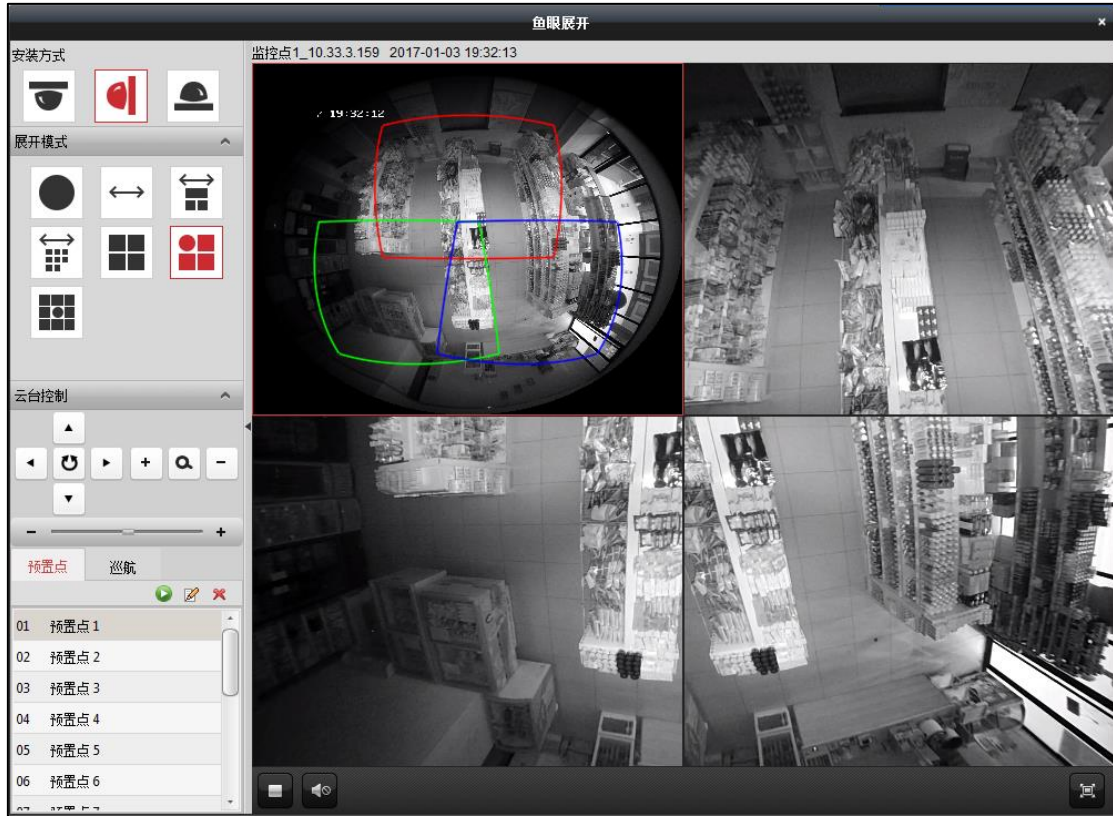 鱼眼展开
安装方式
监控点1_10.33.3.159 2017-01-03 19:32:13
19:32:12
展开模式
云台控制
预置点 巡航
01 预置点 1
02 预置点 2
03 预置点 3
04 预置点 4
05 预置点 5
06 预置点 6